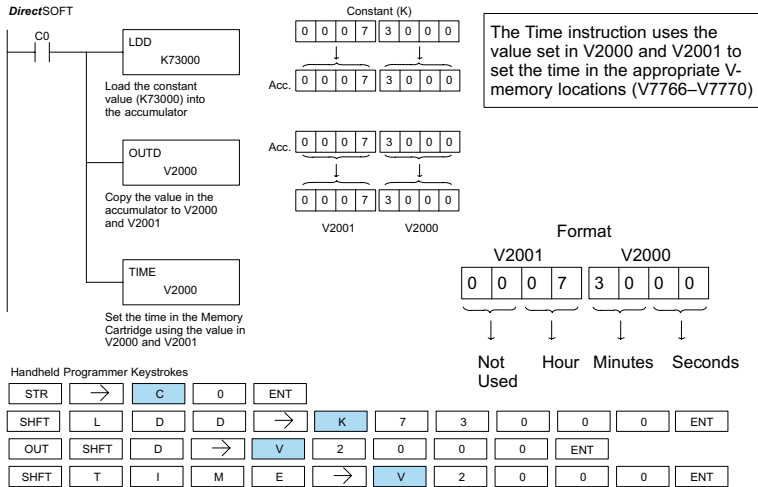 DirectSOFT
C0
LDD
K73000
Load the constant
value (K73000) into
the accumulator
OUTD
V2000
Copy the value in the
accumulator to V2000
and V2001
TIME
V2000
Set the time in the Memory
Cartridge using the value in
V2000 and V2001
Constant (K)
0 0 0 7 3 0 0 0
Acc. 0 0 0 7 3 0 0 0
Acc. 0 0 0 7 3 0 0 0
0 0 0 7 3 0 0 0
V2001 V2000
The Time instruction uses the
value set in V2000 and V2001 to
set the time in the appropriate V-
memory locations (V7766–V7770)
Format
V2001 V2000
0 0 0 7 3 0 0 0
Not
Used
Hour Minutes Seconds
Handheld Programmer Keystrokes
STR → C 0 ENT
SHFT L D D → K 7 3 0 0 0 ENT
OUT SHFT D → V 2 0 0 0 ENT
SHFT T I M E → V 2 0 0 0 ENT